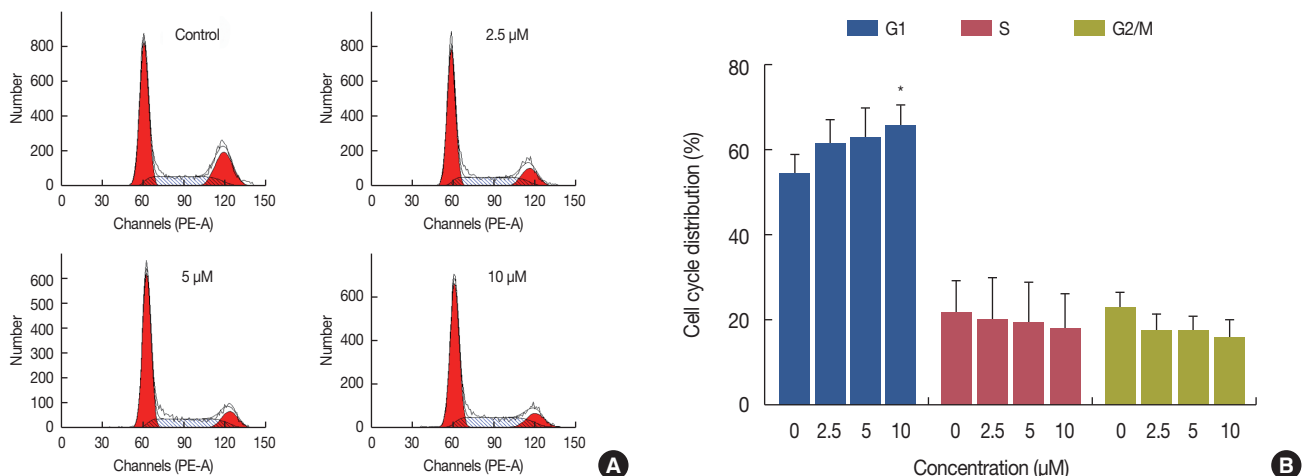 Control
Number
800
600
400
200
0
0 30 60 90 120 150
Channels (PE-A)
2.5 µM
Number
800
600
400
200
0
0 30 60 90 120 150
Channels (PE-A)
5 µM
Number
600
500
400
300
200
100
0
0 30 60 90 120 150
Channels (PE-A)
10 µM
Number
600
400
200
0
0 30 60 90 120 150
Channels (PE-A)
A
G1 S G2/M
Cell cycle distribution (%)
80
60
40
20
0
*
0 2.5 5 10 0 2.5 5 10 0 2.5 5 10
Concentration (µM)
B